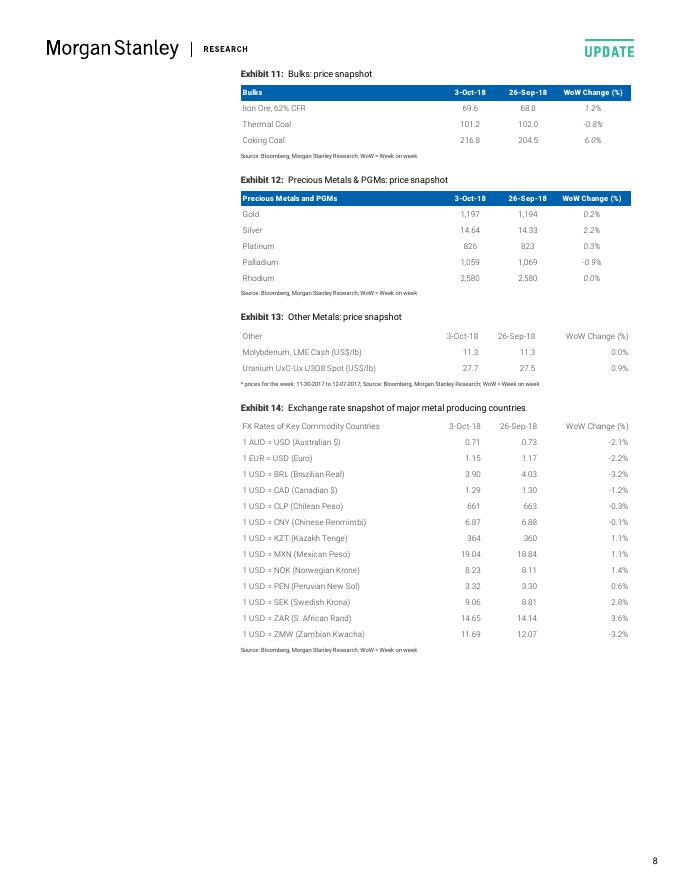 Morgan Stanley | RESEARCH
UPDATE
Exhibit 11: Bulks: price snapshot
Bulks 3-Oct-18 26-Sep-18 WoW Change (%)
Iron Ore, 62% CFR 69.6 68.8 1.2%
Thermal Coal 101.2 102.0 -0.8%
Coking Coal 216.8 204.5 6.0%
Source: Bloomberg, Morgan Stanley Research; WoW = Week on week
Exhibit 12: Precious Metals & PGMs: price snapshot
Precious Metals and PGMs 3-Oct-18 26-Sep-18 WoW Change (%)
Gold 1,197 1,194 0.2%
Silver 14.64 14.33 2.2%
Platinum 826 823 0.3%
Palladium 1,059 1,069 -0.9%
Rhodium 2,580 2,580 0.0%
Source: Bloomberg, Morgan Stanley Research; WoW = Week on week
Exhibit 13: Other Metals: price snapshot
Other 3-Oct-18 26-Sep-18 WoW Change (%)
Molybdenum, LME Cash (US$/lb) 11.3 11.3 0.0%
Uranium UxC-Ux U3O8 Spot (US$/lb) 27.7 27.5 0.9%
* prices for the week: 11-30-2017 to 12-07-2017; Source: Bloomberg, Morgan Stanley Research; WoW = Week on week
Exhibit 14: Exchange rate snapshot of major metal producing countries
FX Rates of Key Commodity Countries 3-Oct-18 26-Sep-18 WoW Change (%)
1 AUD = USD (Australian $) 0.71 0.73 -2.1%
1 EUR = USD (Euro) 1.15 1.17 -2.2%
1 USD = BRL (Brazilian Real) 3.90 4.03 -3.2%
1 USD = CAD (Canadian $) 1.29 1.30 -1.2%
1 USD = CLP (Chilean Peso) 661 663 -0.3%
1 USD = CNY (Chinese Renmimbi) 6.87 6.88 -0.1%
1 USD = KZT (Kazakh Tenge) 364 360 1.1%
1 USD = MXN (Mexican Peso) 19.04 18.84 1.1%
1 USD = NOK (Norwegian Krone) 8.23 8.11 1.4%
1 USD = PEN (Peruvian New Sol) 3.32 3.30 0.6%
1 USD = SEK (Swedish Krona) 9.06 8.81 2.8%
1 USD = ZAR (S. African Rand) 14.65 14.14 3.6%
1 USD = ZMW (Zambian Kwacha) 11.69 12.07 -3.2%
Source: Bloomberg, Morgan Stanley Research; WoW = Week on week
8